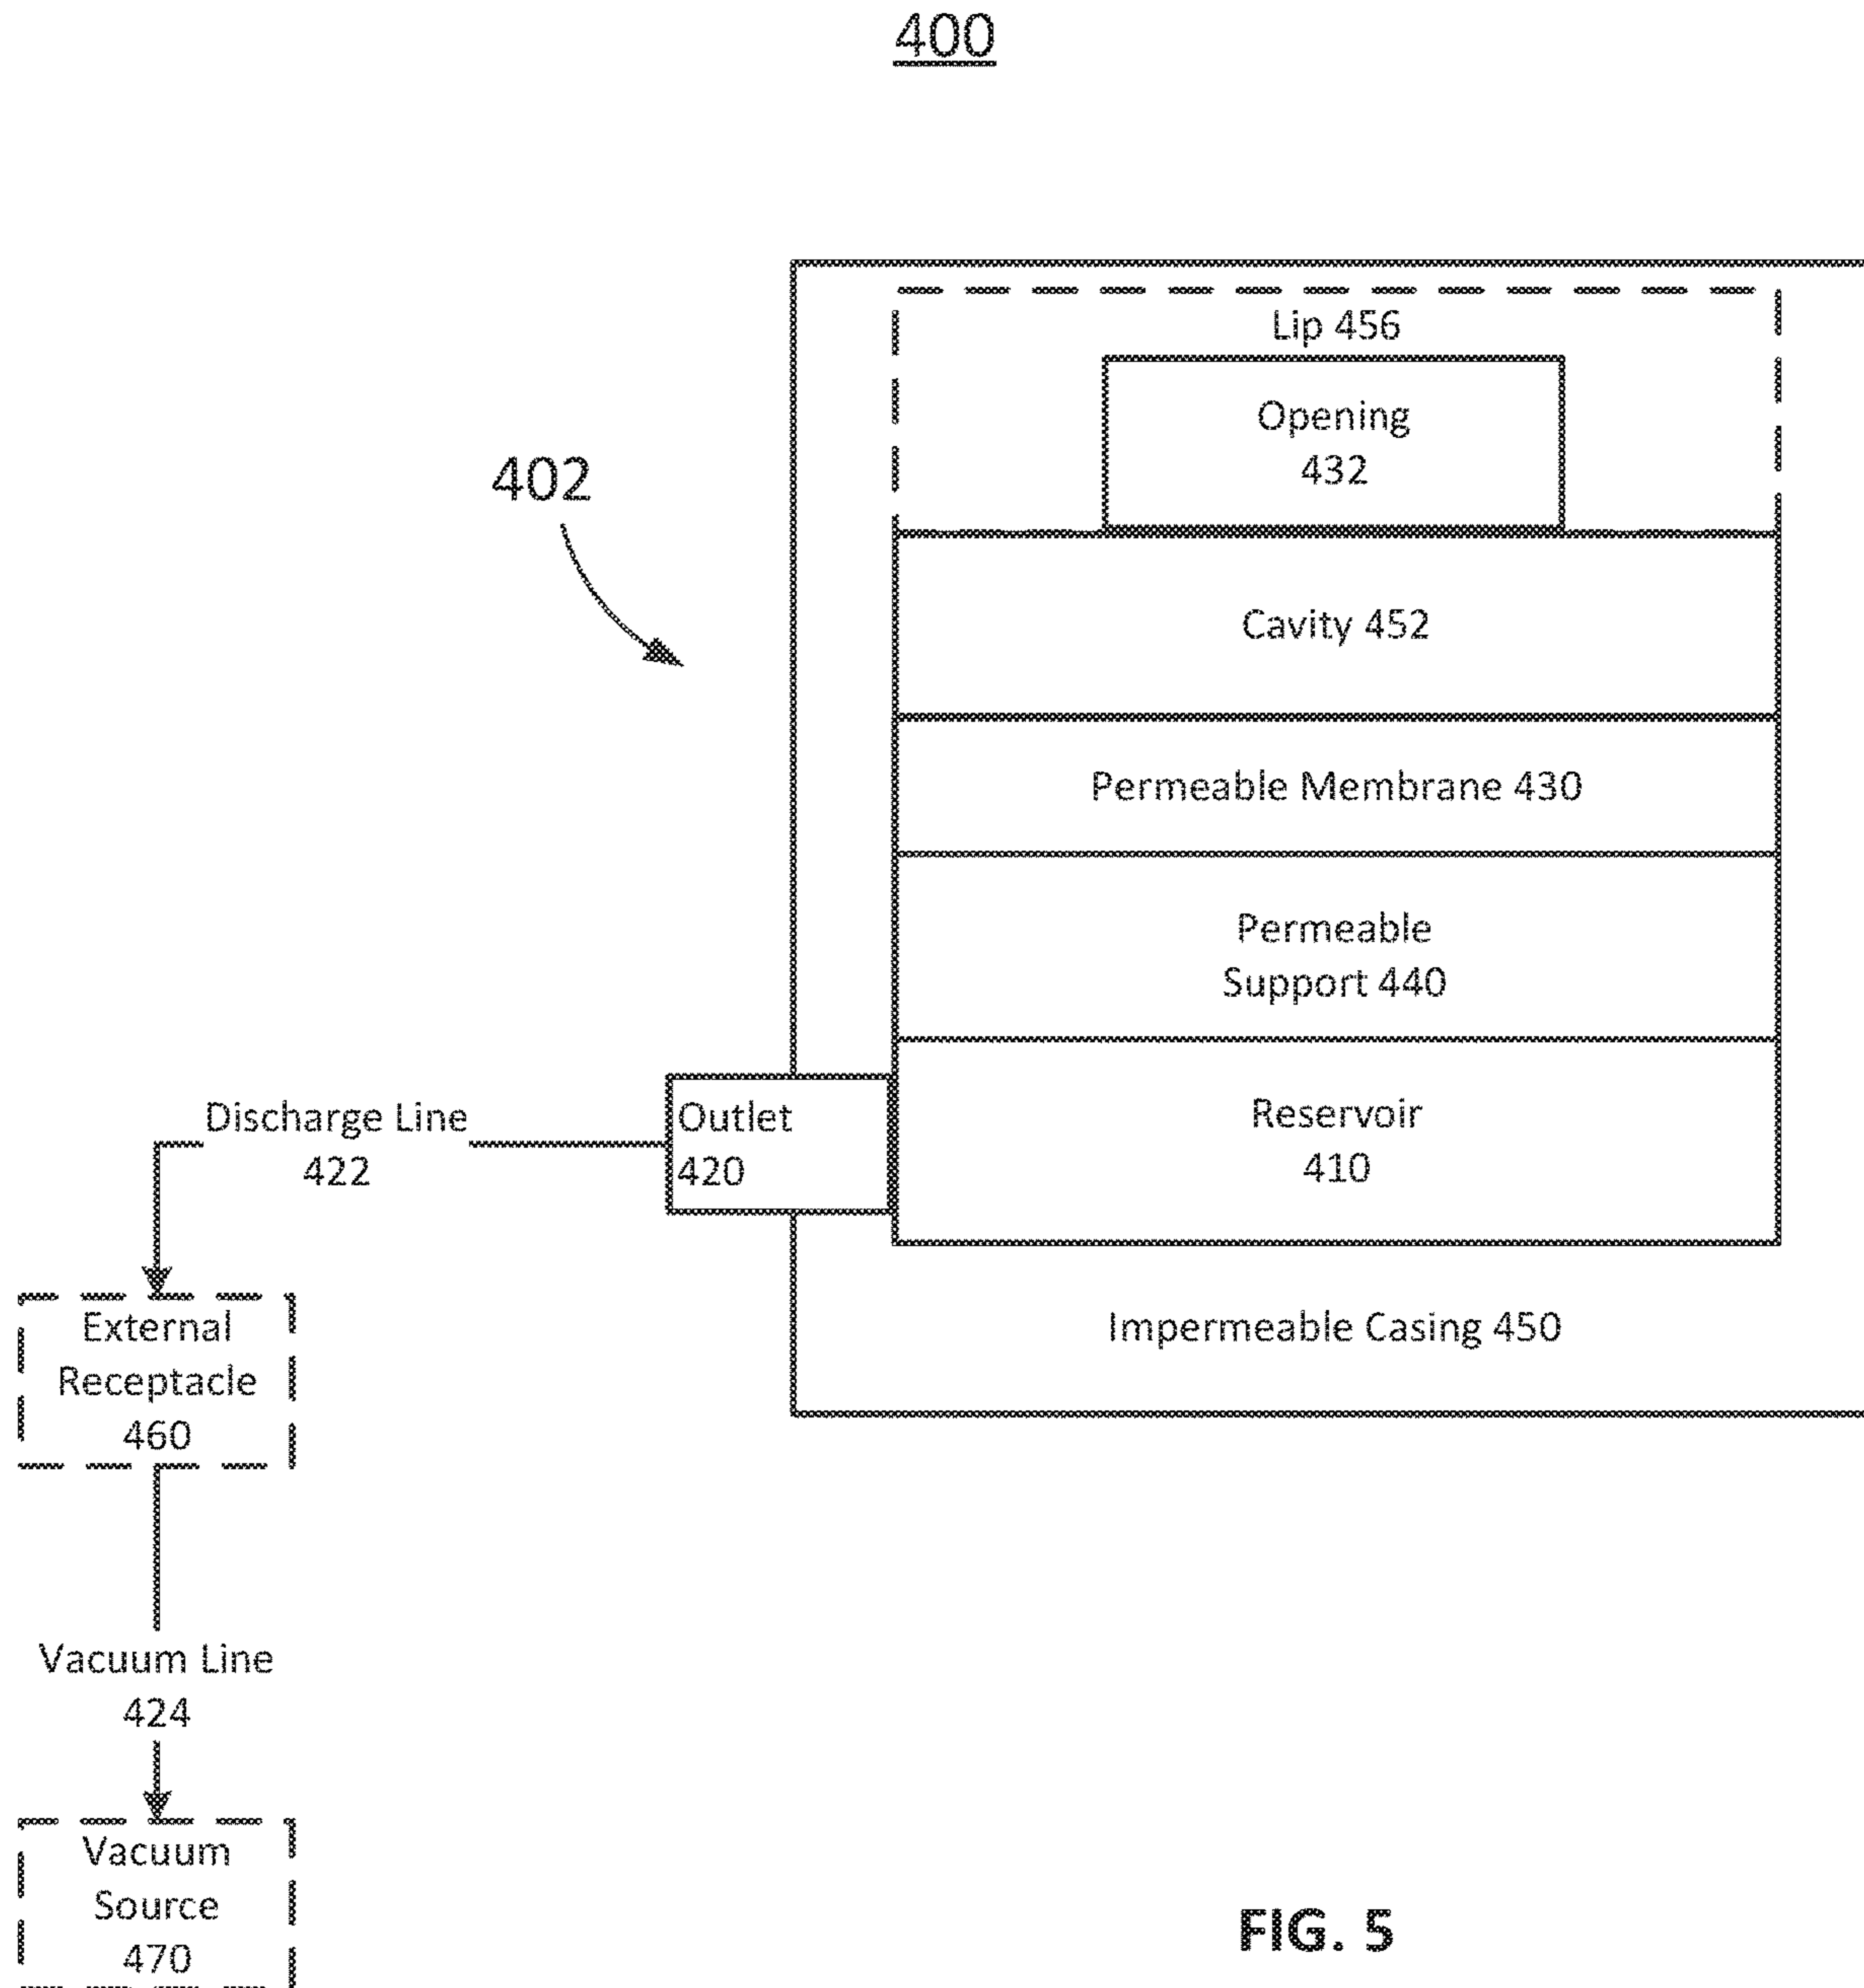 400
Lip 456
Opening
432
402
Cavity 452
Permeable Membrane 430
Permeable
Support 440
Discharge Line
422
Outlet
420
Reservoir
410
External
Receptacle
460
Impermeable Casing 450
Vacuum Line
424
Vacuum
Source
470
FIG. 5